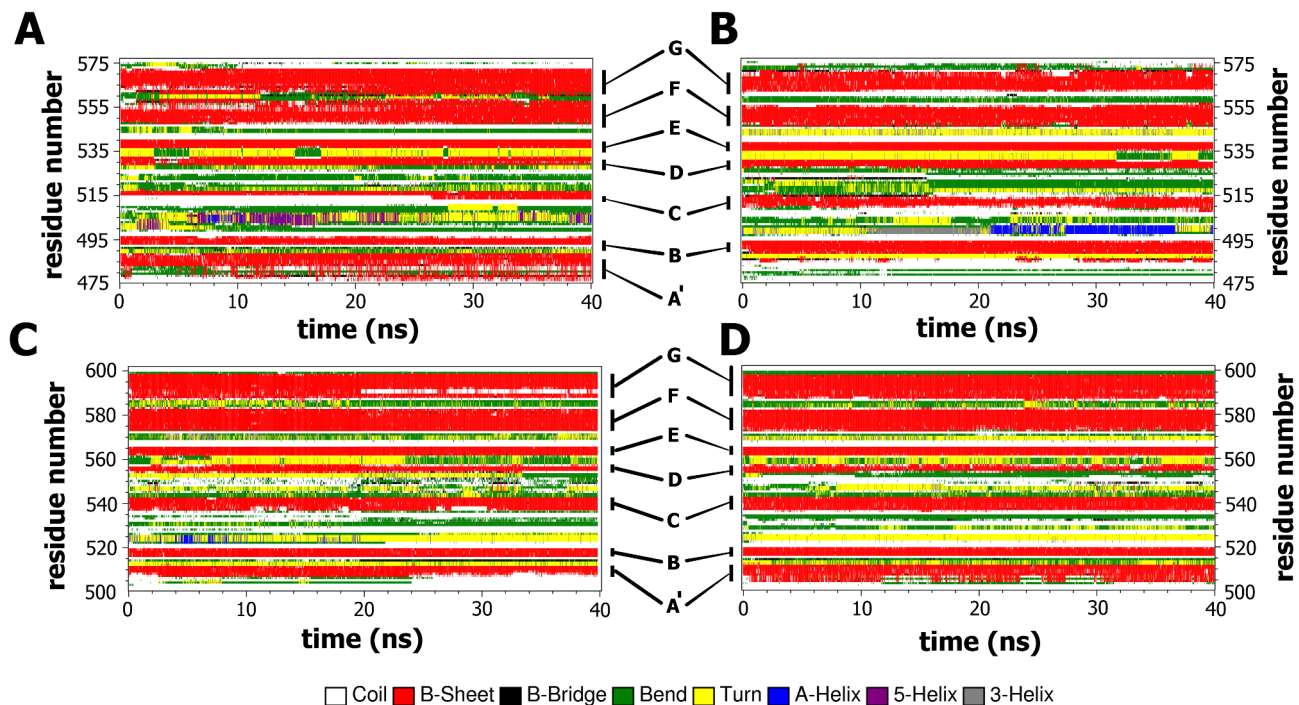 A
B
residue number
575
555
535
515
495
475
0
10
20
30
40
time (ns)
G
F
E
D
C
B
A'
575
555
535
515
495
475
residue number
0
10
20
30
40
time (ns)
C
D
residue number
600
580
560
540
520
500
0
10
20
30
40
time (ns)
G
F
E
D
C
B
A'
600
580
560
540
520
500
residue number
0
10
20
30
40
time (ns)
Coil B-Sheet B-Bridge Bend Turn A-Helix 5-Helix 3-Helix